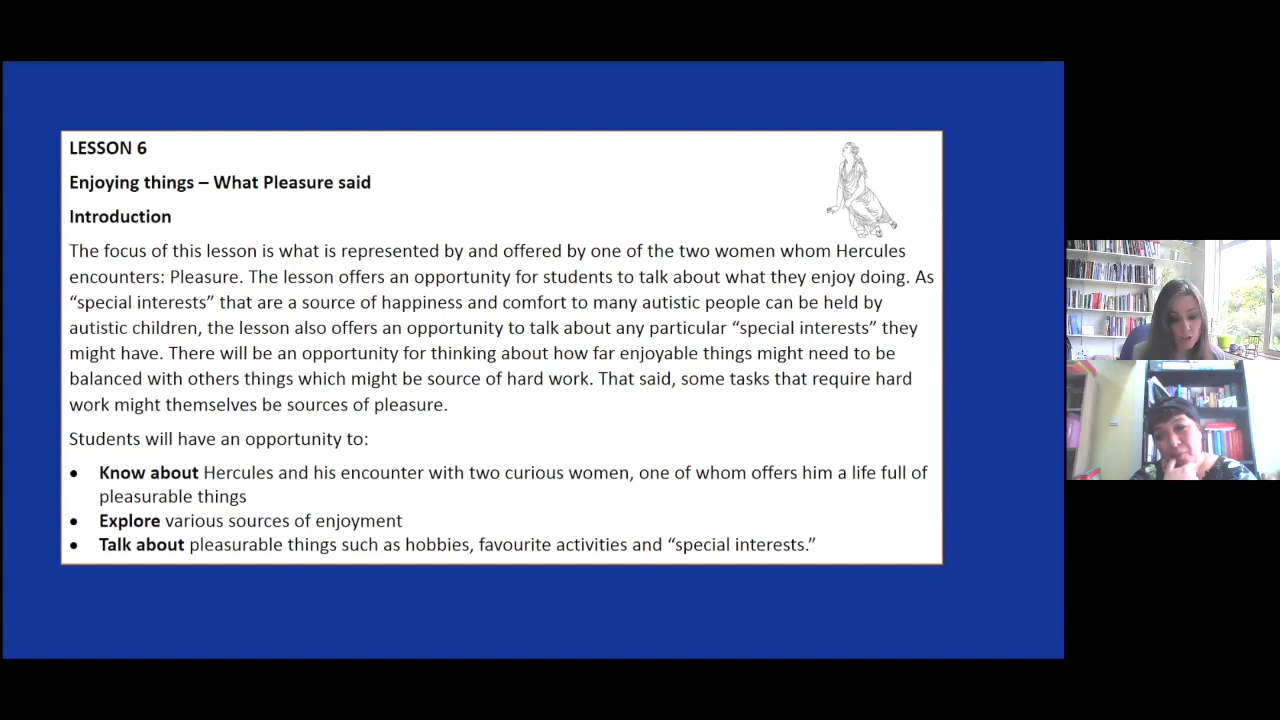 LESSON 6
Enjoying things – What Pleasure said
Introduction
The focus of this lesson is what is represented by and offered by one of the two women whom Hercules
encounters: Pleasure. The lesson offers an opportunity for students to talk about what they enjoy doing. As
“special interests” that are a source of happiness and comfort to many autistic people can be held by
autistic children, the lesson also offers an opportunity to talk about any particular “special interests” they
might have. There will be an opportunity for thinking about how far enjoyable things might need to be
balanced with others things which might be source of hard work. That said, some tasks that require hard
work might themselves be sources of pleasure.
Students will have an opportunity to:
• Know about Hercules and his encounter with two curious women, one of whom offers him a life full of
pleasurable things
• Explore various sources of enjoyment
• Talk about pleasurable things such as hobbies, favourite activities and “special interests.”